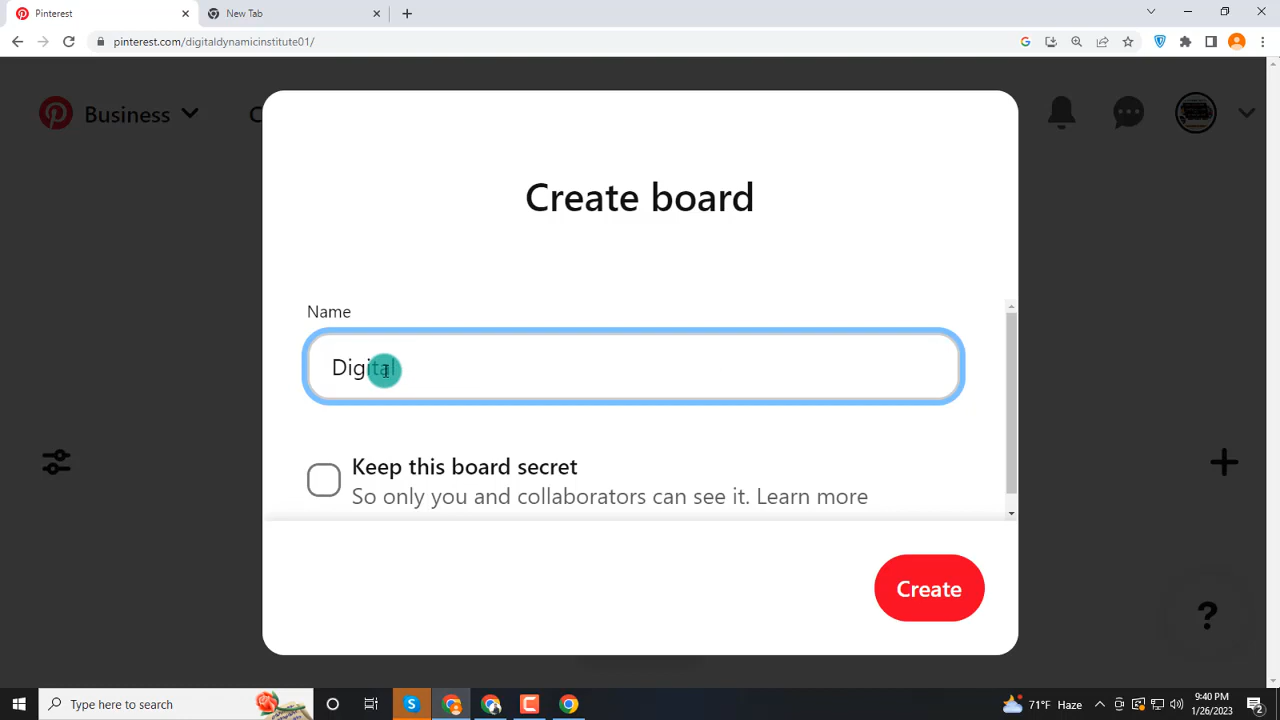 Pinterest
New Tab
pinterest.com/digitaldynamicinstitute01/
Business
C
Create board
Name
Digital
Keep this board secret
So only you and collaborators can see it. Learn more
Create
?
Type here to search
71°F Haze
9:40 PM
1/26/2023
2